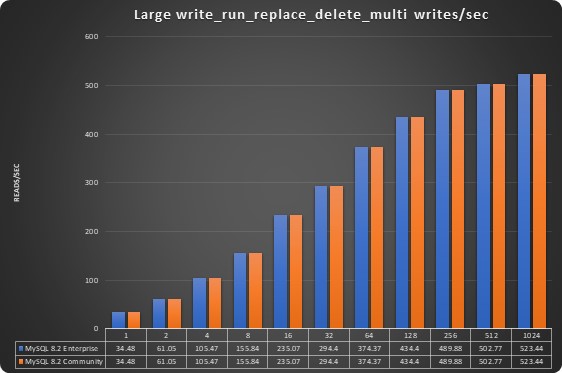 Large write_run_replace_delete_multi writes/sec
600
500
400
300
200
100
0
READS/SEC
1 2 4 8 16 32 64 128 256 512 1024
MySQL 8.2 Enterprise 34.48 61.05 105.47 155.84 235.07 294.4 374.37 434.4 489.88 502.77 523.44
MySQL 8.2 Community 34.48 61.05 105.47 155.84 235.07 294.4 374.37 434.4 489.88 502.77 523.44